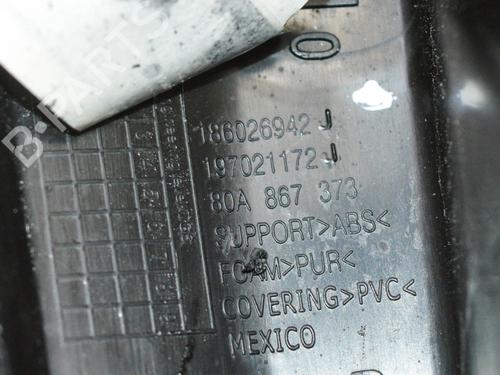 186026942 J
197021172 J
80A 867 373
SUPPORT>ABS<
FOAM>PUR<
COVERING>PVC<
MEXICO
B-PARTS